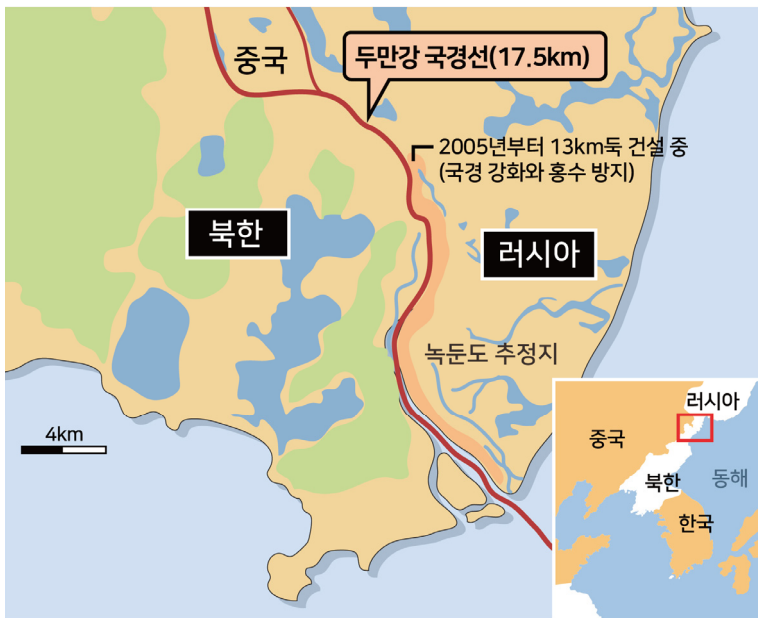 중국
두만강 국경선(17.5km)
2005년부터 13km둑 건설 중
(국경 강화와 홍수 방지)
북한
러시아
녹둔도 추정지
4km
러시아
중국
북한
동해
한국